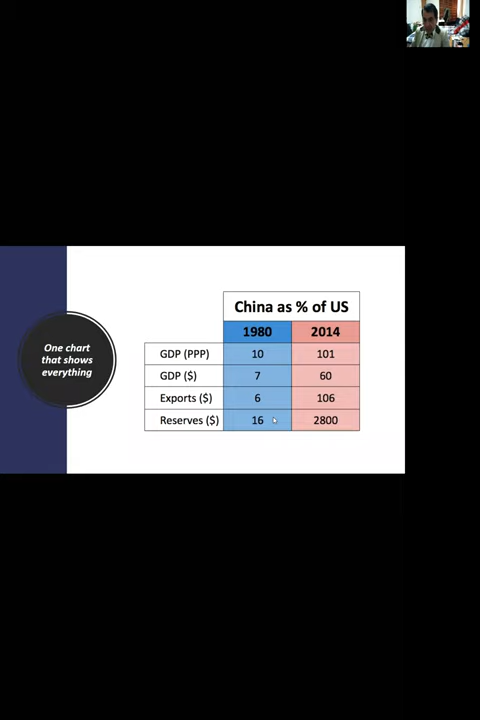 One chart
that shows
everything
China as % of US
1980 2014
GDP (PPP) 10 101
GDP ($) 7 60
Exports ($) 6 106
Reserves ($) 16 2800